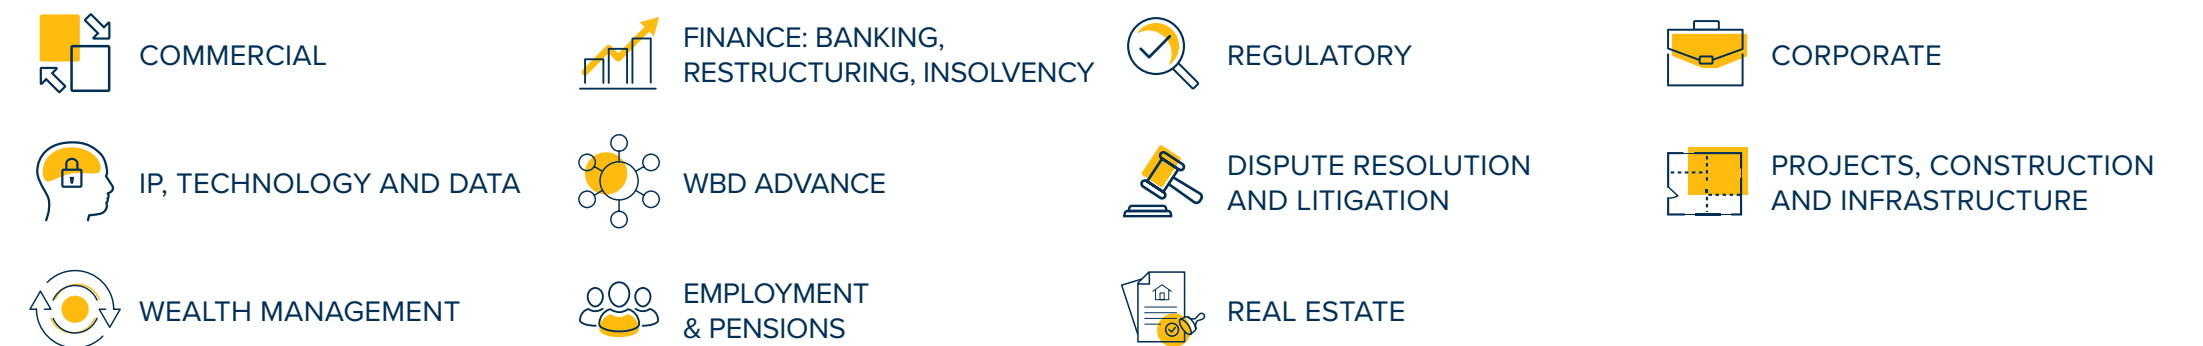 COMMERCIAL
FINANCE: BANKING,
RESTRUCTURING, INSOLVENCY
REGULATORY
CORPORATE
IP, TECHNOLOGY AND DATA
WBD ADVANCE
DISPUTE RESOLUTION
AND LITIGATION
PROJECTS, CONSTRUCTION
AND INFRASTRUCTURE
WEALTH MANAGEMENT
EMPLOYMENT
& PENSIONS
REAL ESTATE